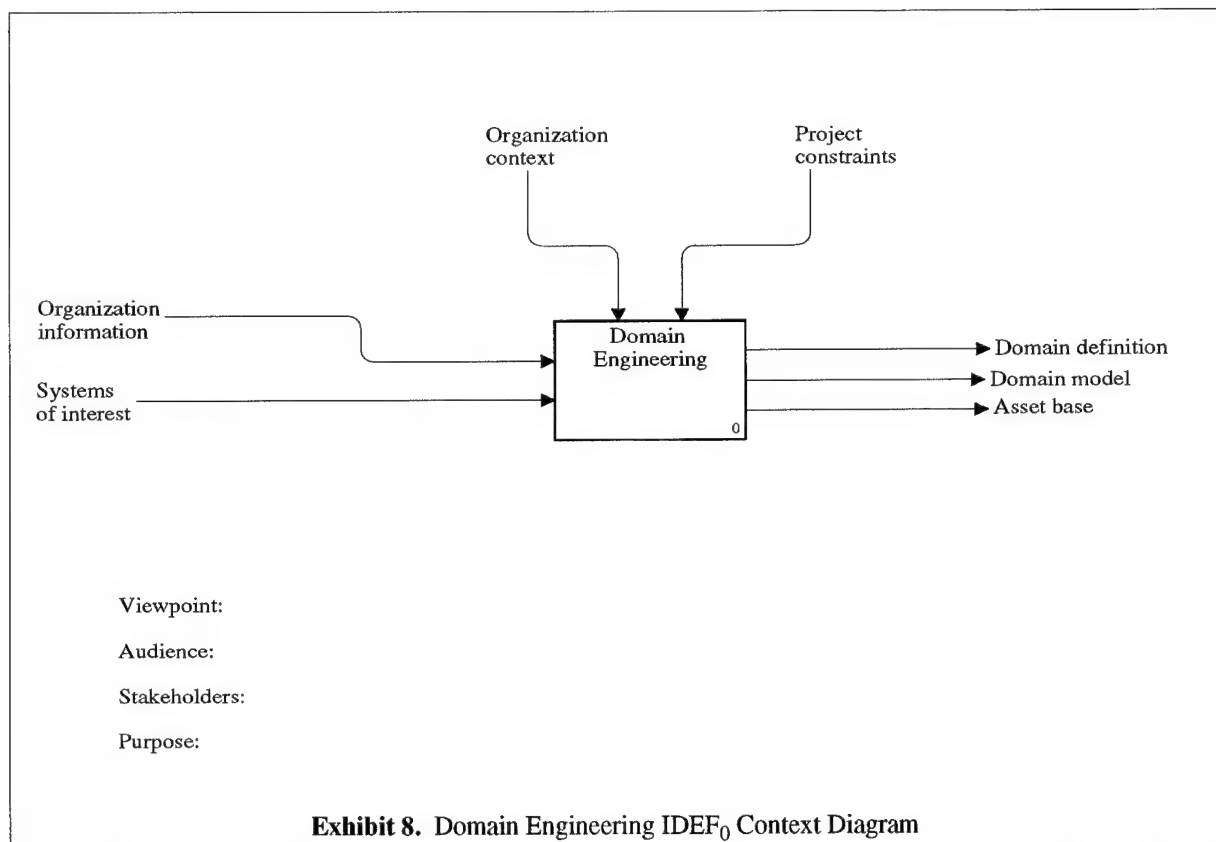 Organization
context
Project
constraints
Organization
information
Systems
of interest
Domain
Engineering
0
Domain definition
Domain model
Asset base
Viewpoint:
Audience:
Stakeholders:
Purpose:
Exhibit 8. Domain Engineering IDEF0 Context Diagram